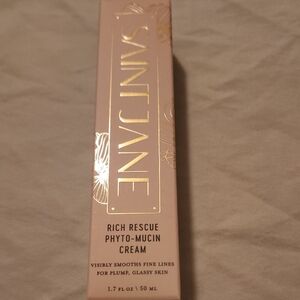 SAINT JANE
RICH RESCUE
PHYTO-MUCIN
CREAM
VISIBLY SMOOTHS FINE LINES
FOR PLUMP, GLASSY SKIN
1.7 FL OZ \ 50 ML